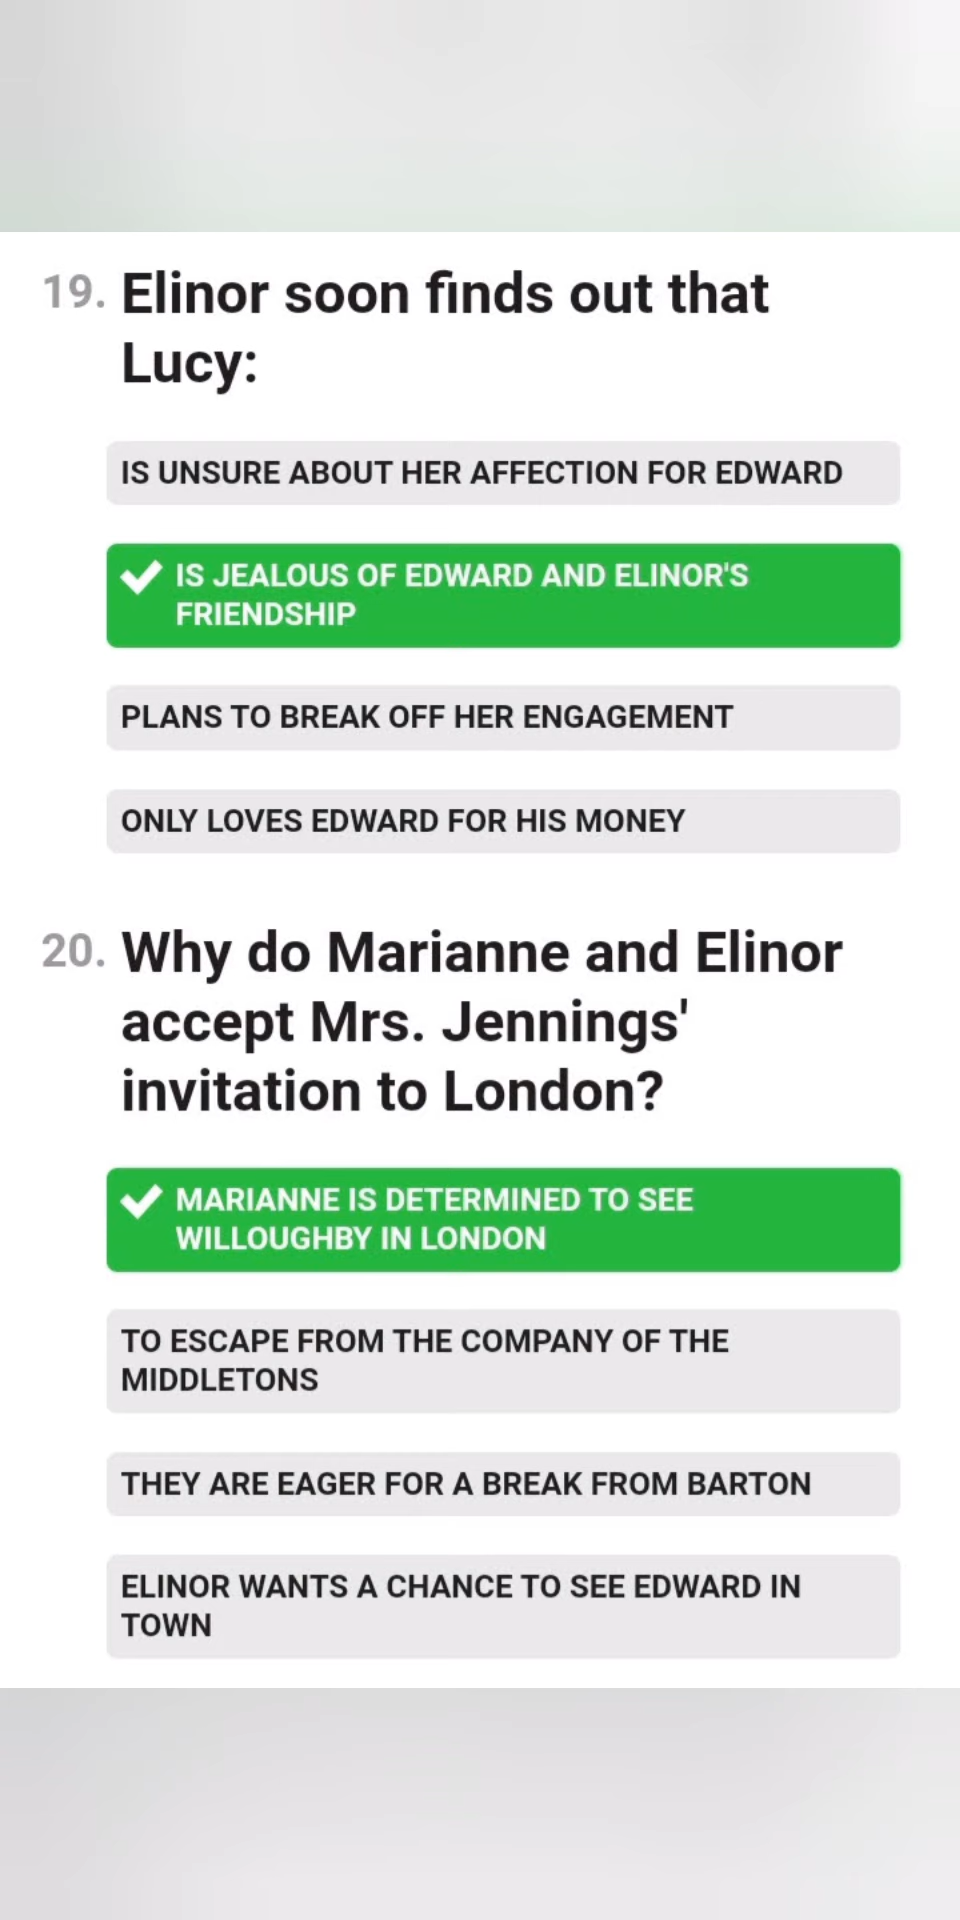 19. Elinor soon finds out that
Lucy:
IS UNSURE ABOUT HER AFFECTION FOR EDWARD
IS JEALOUS OF EDWARD AND ELINOR'S
FRIENDSHIP
PLANS TO BREAK OFF HER ENGAGEMENT
ONLY LOVES EDWARD FOR HIS MONEY
20. Why do Marianne and Elinor
accept Mrs. Jennings'
invitation to London?
MARIANNE IS DETERMINED TO SEE
WILLOUGHBY IN LONDON
TO ESCAPE FROM THE COMPANY OF THE
MIDDLETONS
THEY ARE EAGER FOR A BREAK FROM BARTON
ELINOR WANTS A CHANCE TO SEE EDWARD IN
TOWN